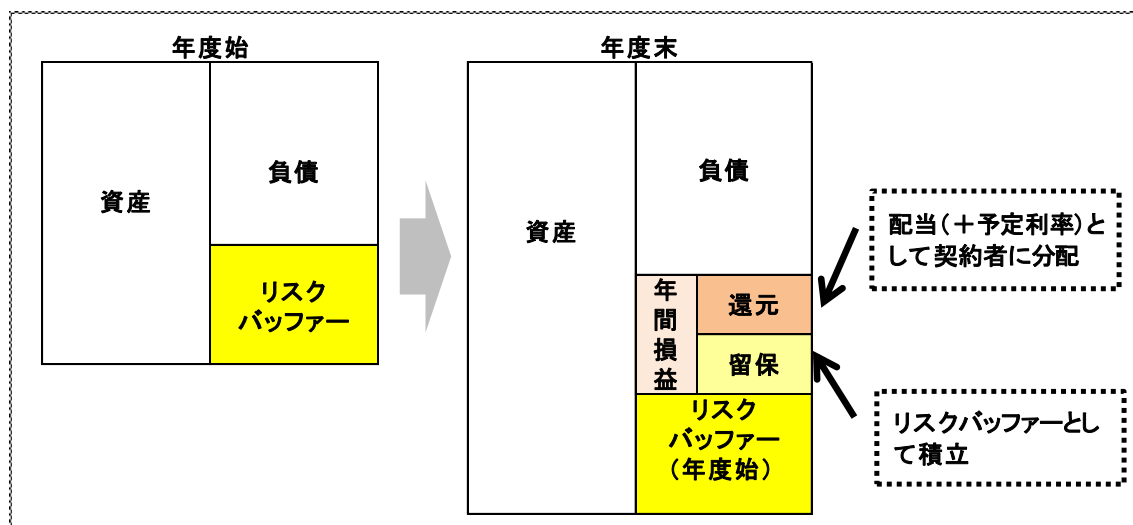 年度始
資産
負債
リスク
バッファー
年度末
資産
負債
年
間
損
益
還元
留保
リスク
バッファー
(年度始)
配当(+予定利率)と
して契約者に分配
リスクバッファーとし
て積立